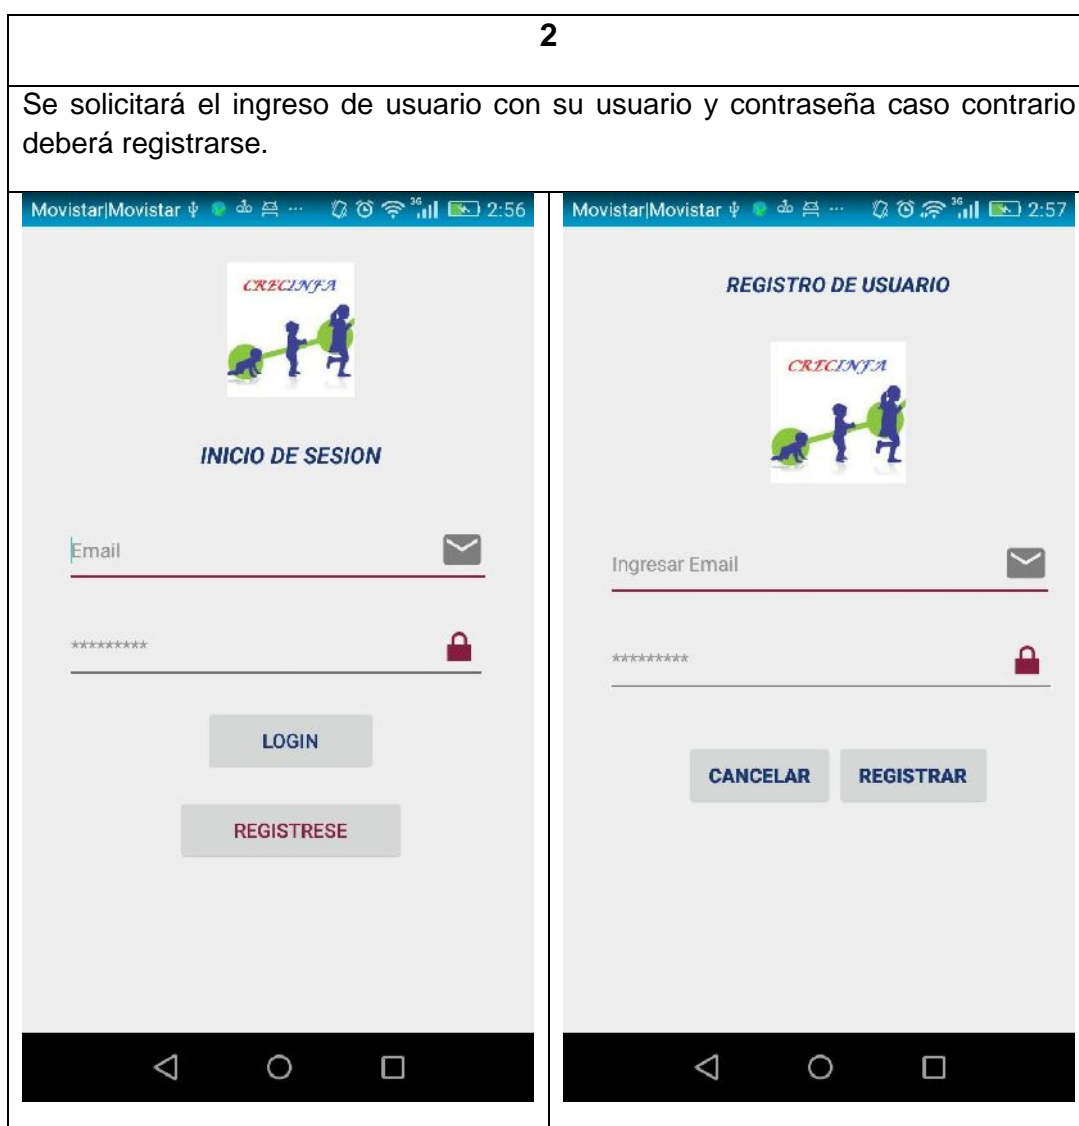 2
Se solicitará el ingreso de usuario con su usuario y contraseña caso contrario
deberá registrarse.
Movistar|Movistar ... 3G 2:56
CRECINFA
INICIO DE SESION
Email
*********
LOGIN
REGISTRESE
Movistar|Movistar ... 3G 2:57
REGISTRO DE USUARIO
CRECINFA
Ingresar Email
*********
CANCELAR REGISTRAR